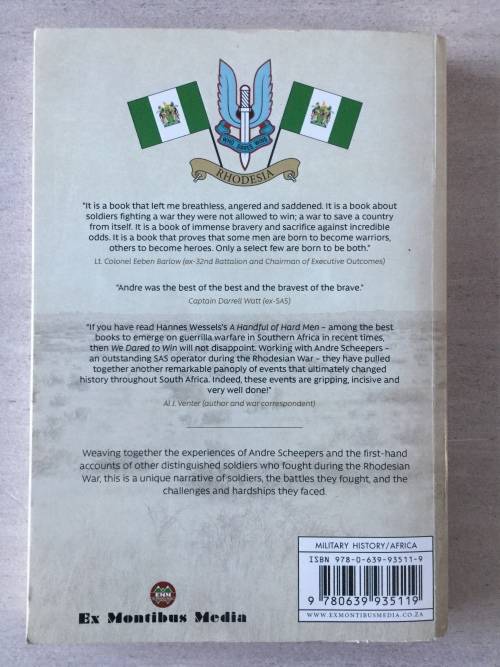 WHO DARES WINS
RHODESIA
"It is a book that left me breathless, angered and saddened. It is a book about
soldiers fighting a war they were not allowed to win; a war to save a country
from itself. It is a book of immense bravery and sacrifice against incredible
odds. It is a book that proves that some men are born to become warriors,
others to become heroes. Only a select few are born to be both."
Lt. Colonel Eeben Barlow (ex-32nd Battalion and Chairman of Executive Outcomes)
"Andre was the best of the best and the bravest of the brave."
Captain Darrell Watt (ex-SAS)
"If you have read Hannes Wessels's A Handful of Hard Men – among the best
books to emerge on guerrilla warfare in Southern Africa in recent times,
then We Dared to Win will not disappoint. Working with Andre Scheepers –
an outstanding SAS operator during the Rhodesian War – they have pulled
together another remarkable panoply of events that ultimately changed
history throughout South Africa. Indeed, these events are gripping, incisive and
very well done!"
Al J. Venter (author and war correspondent)
Weaving together the experiences of Andre Scheepers and the first-hand
accounts of other distinguished soldiers who fought during the Rhodesian
War, this is a unique narrative of soldiers, the battles they fought, and the
challenges and hardships they faced.
MILITARY HISTORY/AFRICA
ISBN 978-0-639-93511-9
9 780639 935119
WWW.EXMONTIBUSMEDIA.CO.ZA
EMM
Ex Montibus Media